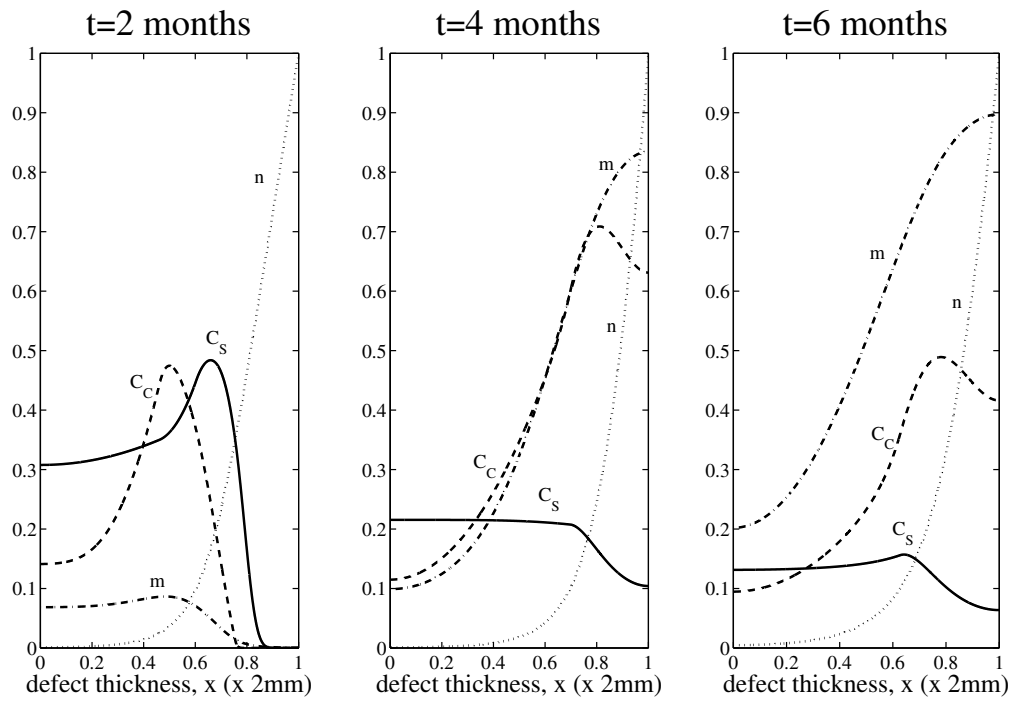 t=2 months
1
0.9
0.8
0.7
0.6
0.5
0.4
0.3
0.2
0.1
0
n
C_S
C_C
m
0 0.2 0.4 0.6 0.8 1
defect thickness, x (x 2mm)
t=4 months
1
0.9
0.8
0.7
0.6
0.5
0.4
0.3
0.2
0.1
0
m
n
C_C
C_S
0 0.2 0.4 0.6 0.8 1
defect thickness, x (x 2mm)
t=6 months
1
0.9
0.8
0.7
0.6
0.5
0.4
0.3
0.2
0.1
0
m
n
C_C
C_S
0 0.2 0.4 0.6 0.8 1
defect thickness, x (x 2mm)